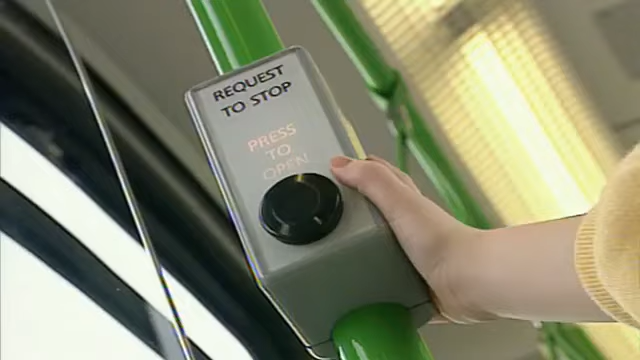 REQUEST
TO STOP
PRESS
TO
OPEN